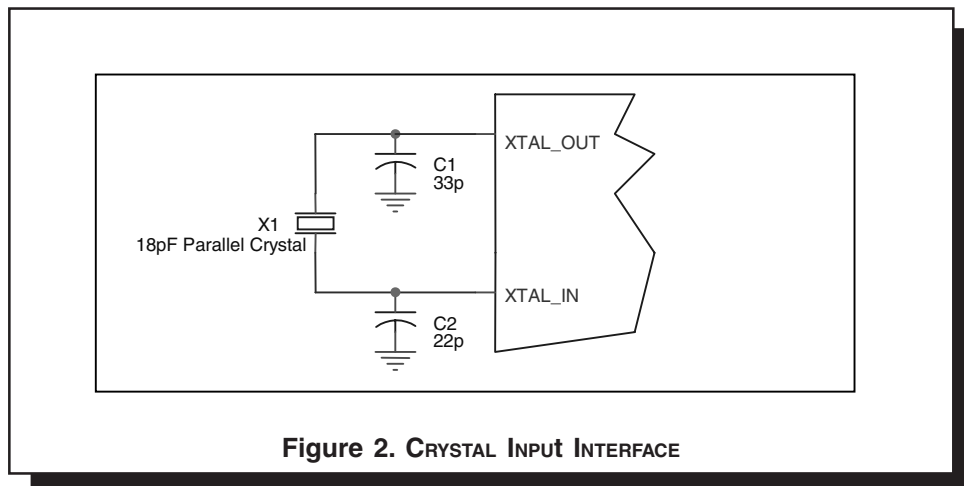 XTAL_OUT
C1
33p
X1
18pF Parallel Crystal
XTAL_IN
C2
22p
Figure 2. CRYSTAL INPUt INTERFACE